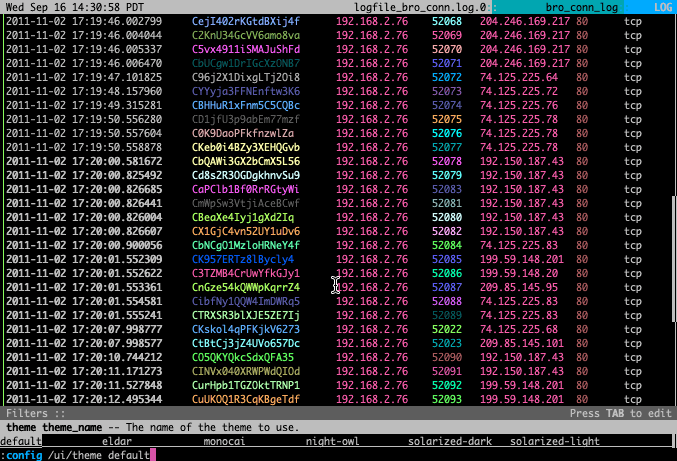 Wed Sep 16 14:30:58 PDT logfile_bro_conn.log.0: bro_conn_log LOG
2011-11-02 17:19:46.002799 CejI402rKGtdBXij4f 192.168.2.76 52068 204.246.169.217 80 tcp
2011-11-02 17:19:46.004044 C2KnU34GcVV6amo8va 192.168.2.76 52069 204.246.169.217 80 tcp
2011-11-02 17:19:46.005337 C5vx4911iSMAJuShFd 192.168.2.76 52070 204.246.169.217 80 tcp
2011-11-02 17:19:46.006470 CbUCgw1DrIGcXzONB7 192.168.2.76 52071 204.246.169.217 80 tcp
2011-11-02 17:19:47.101825 C96j2X1DixgLTj2Oi8 192.168.2.76 52072 74.125.225.64 80 tcp
2011-11-02 17:19:48.157960 CYYyja3FFNEnftw3K6 192.168.2.76 52073 74.125.225.72 80 tcp
2011-11-02 17:19:49.315281 CBHHuR1xFnm5C5CQBc 192.168.2.76 52074 74.125.225.76 80 tcp
2011-11-02 17:19:50.556280 CD1jfU3p9abEm77mzf 192.168.2.76 52075 74.125.225.78 80 tcp
2011-11-02 17:19:50.557604 C0K9DaoPFkfnzwlZa 192.168.2.76 52076 74.125.225.78 80 tcp
2011-11-02 17:19:50.558878 CKeb0i4BZy3XEHQGvb 192.168.2.76 52077 74.125.225.78 80 tcp
2011-11-02 17:20:00.581672 CbQAWi3GX2bCmX5L56 192.168.2.76 52078 192.150.187.43 80 tcp
2011-11-02 17:20:00.825492 Cd8s2R3OGDgkhnvSu9 192.168.2.76 52079 192.150.187.43 80 tcp
2011-11-02 17:20:00.826685 CaPClb1Bf0RrRGtyWi 192.168.2.76 52083 192.150.187.43 80 tcp
2011-11-02 17:20:00.826441 CmWpSw3VtjiAceBCwf 192.168.2.76 52081 192.150.187.43 80 tcp
2011-11-02 17:20:00.826004 CBeaXe4Iyj1gXd2Iq 192.168.2.76 52080 192.150.187.43 80 tcp
2011-11-02 17:20:00.826607 CX1GjC4vn52UY1uDv6 192.168.2.76 52082 192.150.187.43 80 tcp
2011-11-02 17:20:00.900056 CbNCgO1MzloHRNeY4f 192.168.2.76 52084 74.125.225.83 80 tcp
2011-11-02 17:20:01.552309 CK957ERTz8lBycly4 192.168.2.76 52085 199.59.148.201 80 tcp
2011-11-02 17:20:01.552622 C3TZMB4CrUWYfkGJy1 192.168.2.76 52086 199.59.148.20 80 tcp
2011-11-02 17:20:01.553361 CnGze54kQWWpKqrrZ4 192.168.2.76 52087 209.85.145.95 80 tcp
2011-11-02 17:20:01.554581 CibfNy1QQW4ImDWRq5 192.168.2.76 52088 74.125.225.83 80 tcp
2011-11-02 17:20:01.555241 CTRXSR3blXJE5ZE7Ij 192.168.2.76 52089 74.125.225.83 80 tcp
2011-11-02 17:20:07.998777 CKskol4qPFKjkV6273 192.168.2.76 52022 74.125.225.68 80 tcp
2011-11-02 17:20:07.998577 CtBtCj3jZ4UVo657Dc 192.168.2.76 52023 209.85.145.101 80 tcp
2011-11-02 17:20:10.744212 CO5QKYQkcSdxQFA35 192.168.2.76 52090 192.150.187.43 80 tcp
2011-11-02 17:20:11.171273 CINVx040XRWPWdQIOd 192.168.2.76 52091 192.150.187.43 80 tcp
2011-11-02 17:20:11.527848 CurHpb1TGZOktTRNP1 192.168.2.76 52092 199.59.148.201 80 tcp
2011-11-02 17:20:12.495344 CuUKOQ1R3CqKBgeTdf 192.168.2.76 52093 199.59.148.201 80 tcp
Filters :: Press TAB to edit
theme theme_name -- The name of the theme to use.
default eldar monocai night-owl solarized-dark solarized-light
:config /ui/theme default